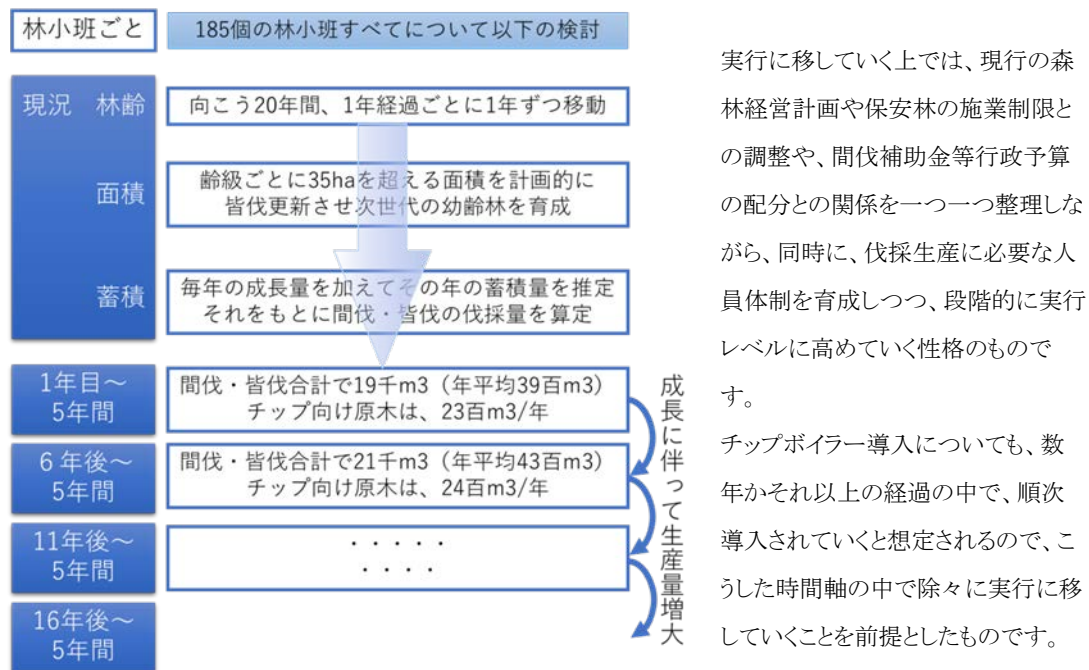 林小班ごと
185個の林小班すべてについて以下の検討
現況 林齢
向こう20年間、1年経過ごとに1年ずつ移動
面積
齢級ごとに35haを超える面積を計画的に
皆伐更新させ次世代の幼齢林を育成
蓄積
毎年の成長量を加えてその年の蓄積量を推定
それをもとに間伐・皆伐の伐採量を算定
1年目～
5年間
間伐・皆伐合計で19千m3（年平均39百m3）
チップ向け原木は、23百m3/年
6年後～
5年間
間伐・皆伐合計で21千m3（年平均43百m3）
チップ向け原木は、24百m3/年
11年後～
5年間
・・・・・
・・・・
16年後～
5年間
成長に伴って生産量増大
実行に移していく上では、現行の森
林経営計画や保安林の施業制限と
の調整や、間伐補助金等行政予算
の配分との関係を一つ一つ整理しな
がら、同時に、伐採生産に必要な人
員体制を育成しつつ、段階的に実行
レベルに高めていく性格のもので
す。
チップボイラー導入についても、数
年かそれ以上の経過の中で、順次
導入されていくと想定されるので、こ
うした時間軸の中で除々に実行に移
していくことを前提としたものです。